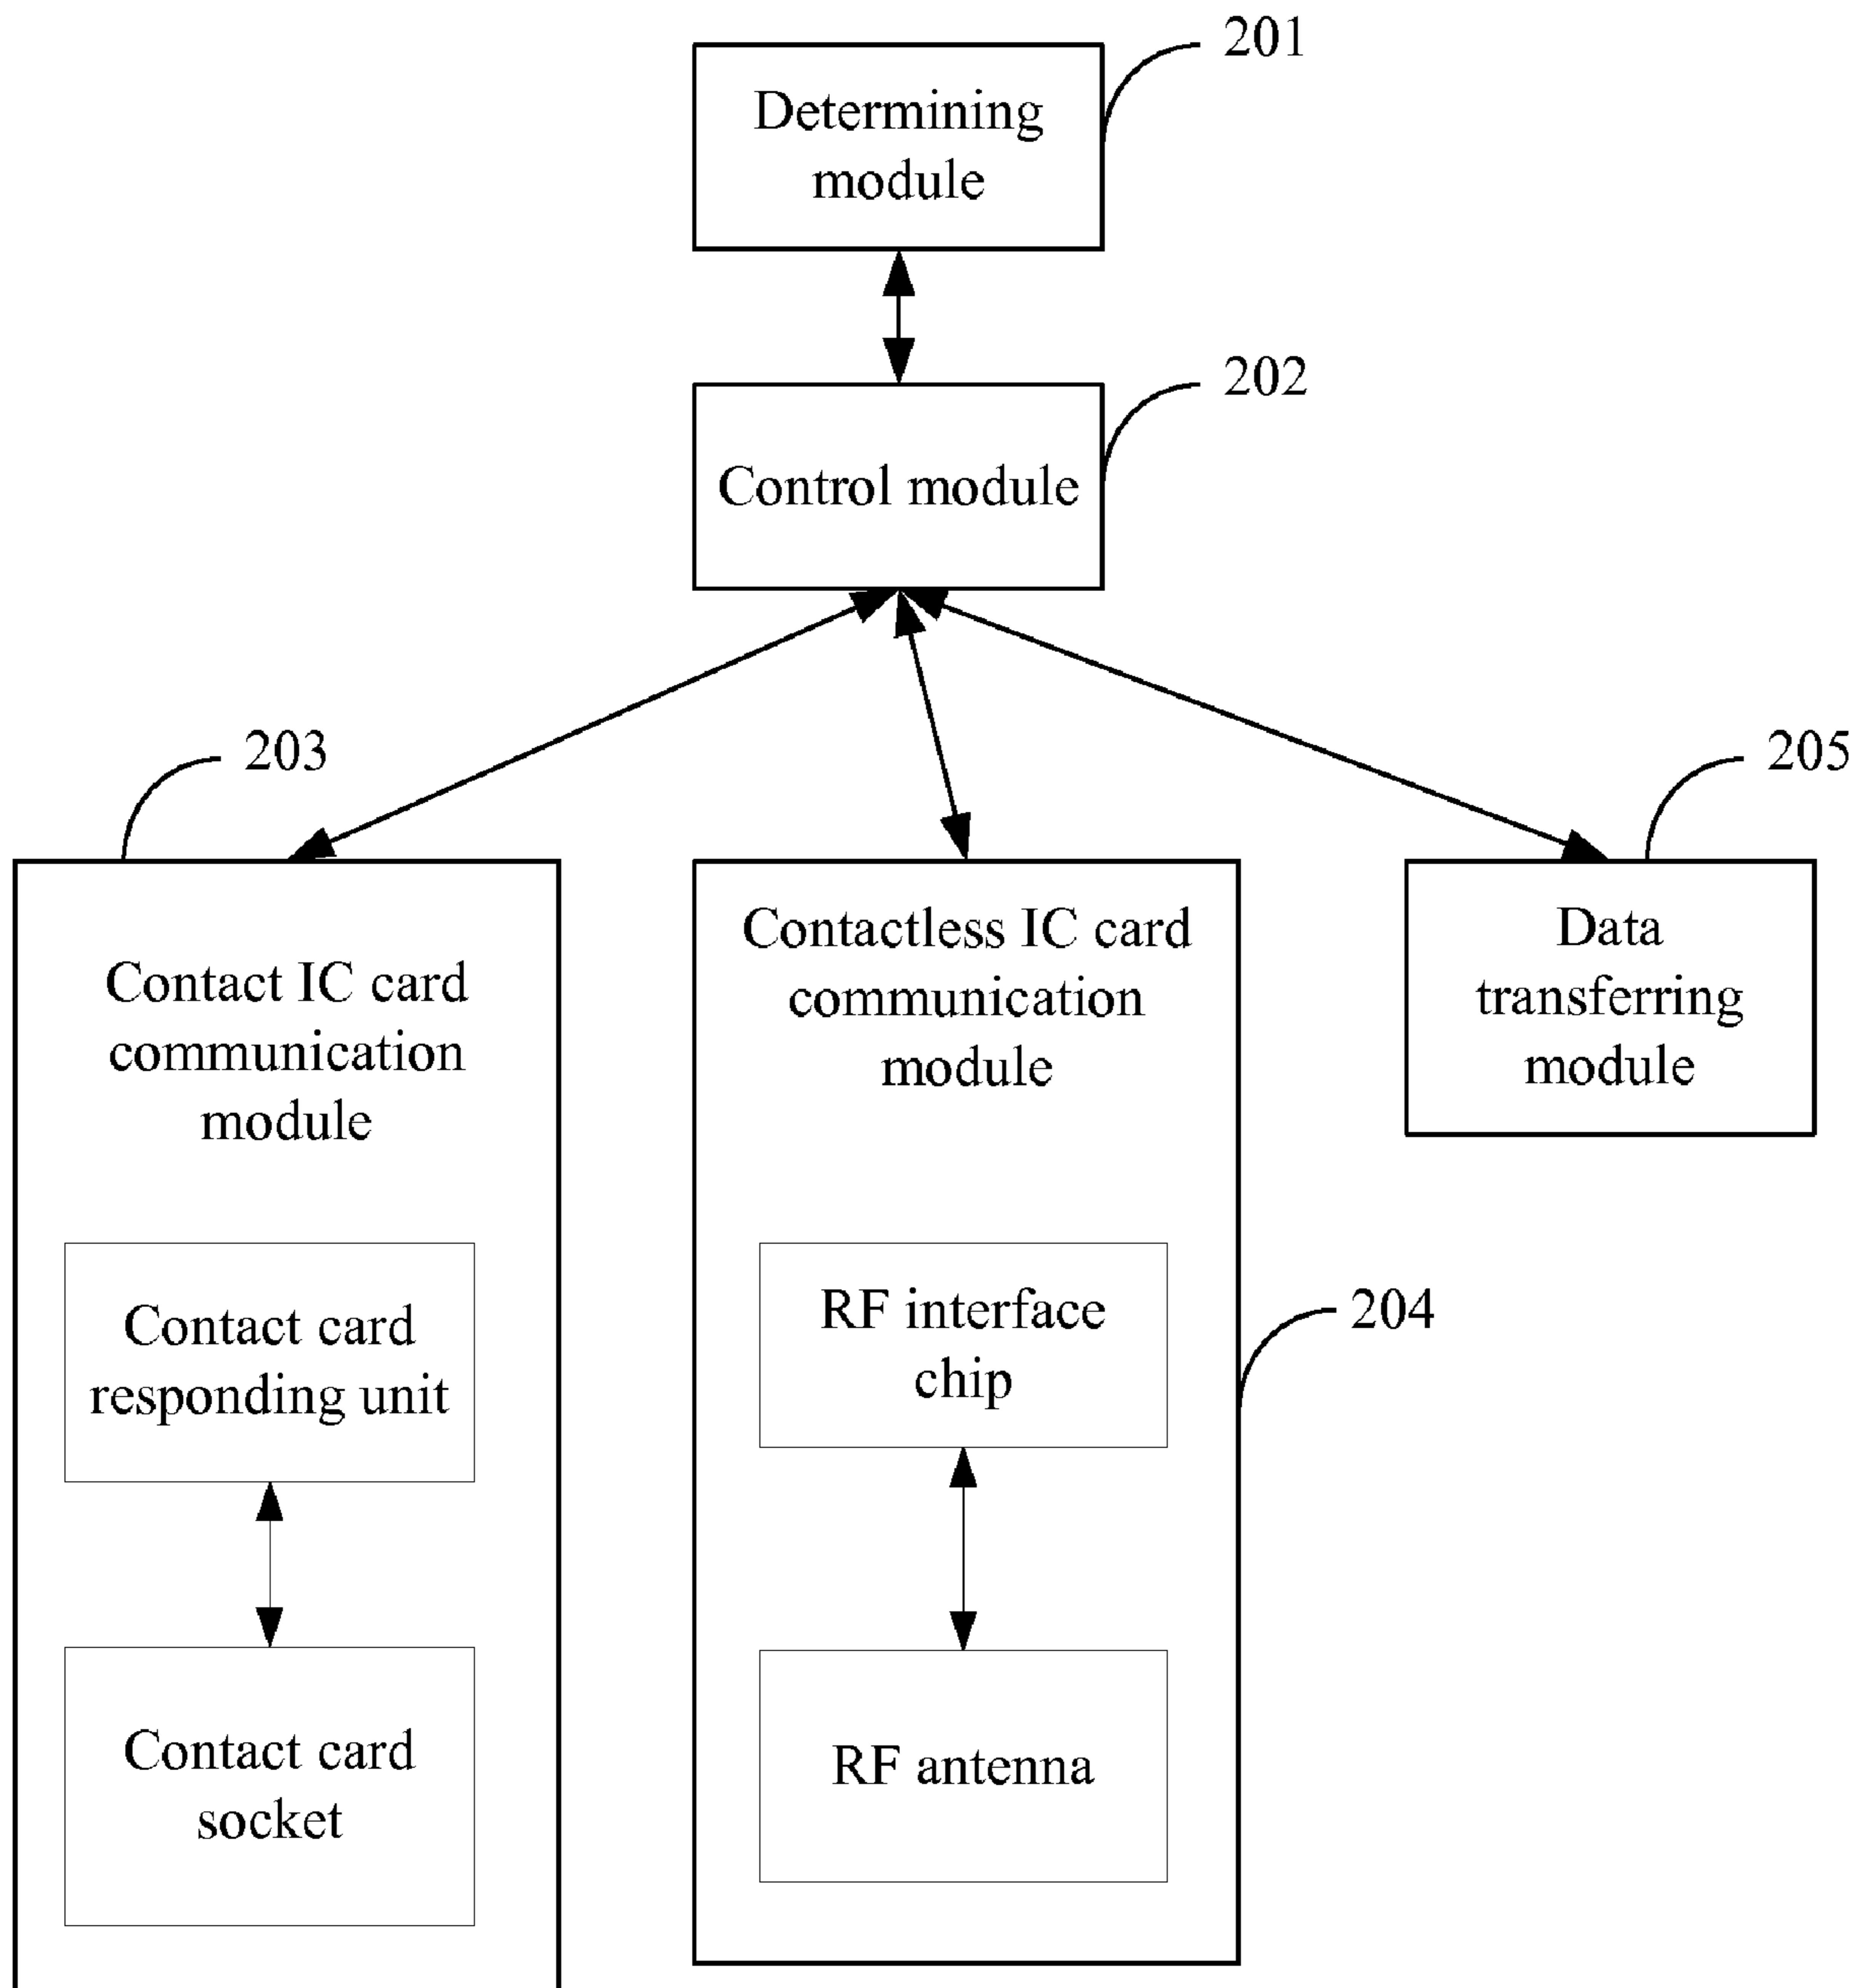 201
Determining
module
202
Control module
203
205
Contact IC card
communication
module
Contactless IC card
communication
module
Data
transferring
module
Contact card
responding unit
RF interface
chip
204
Contact card
socket
RF antenna